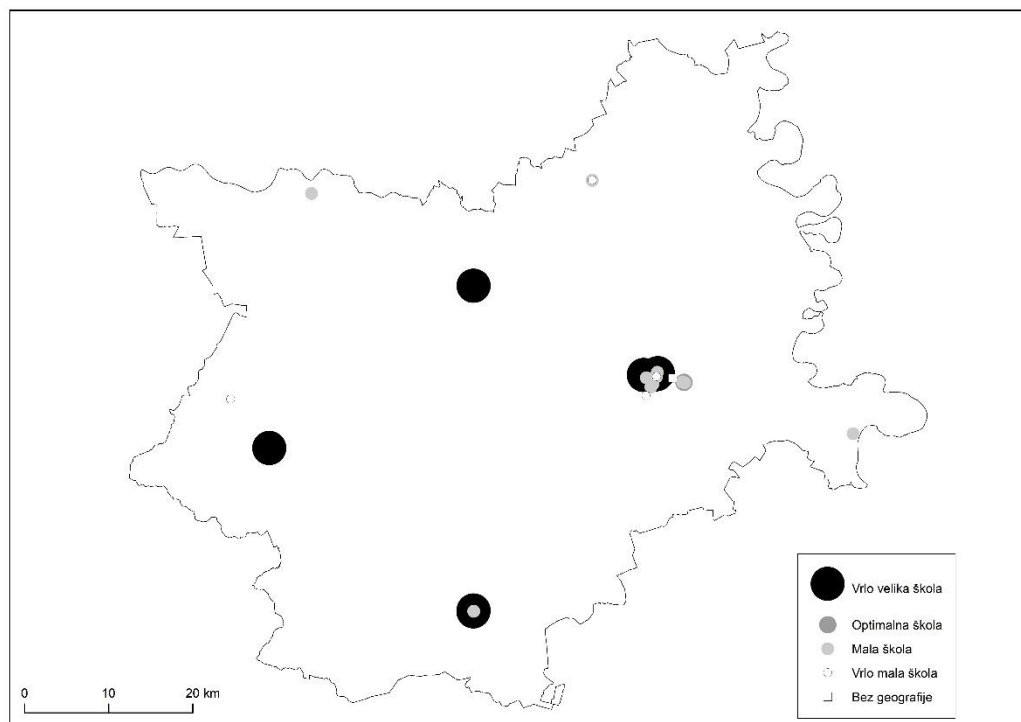 Vrlo velika škola
Optimalna škola
Mala škola
Vrlo mala škola
Bez geografije
0 10 20 km